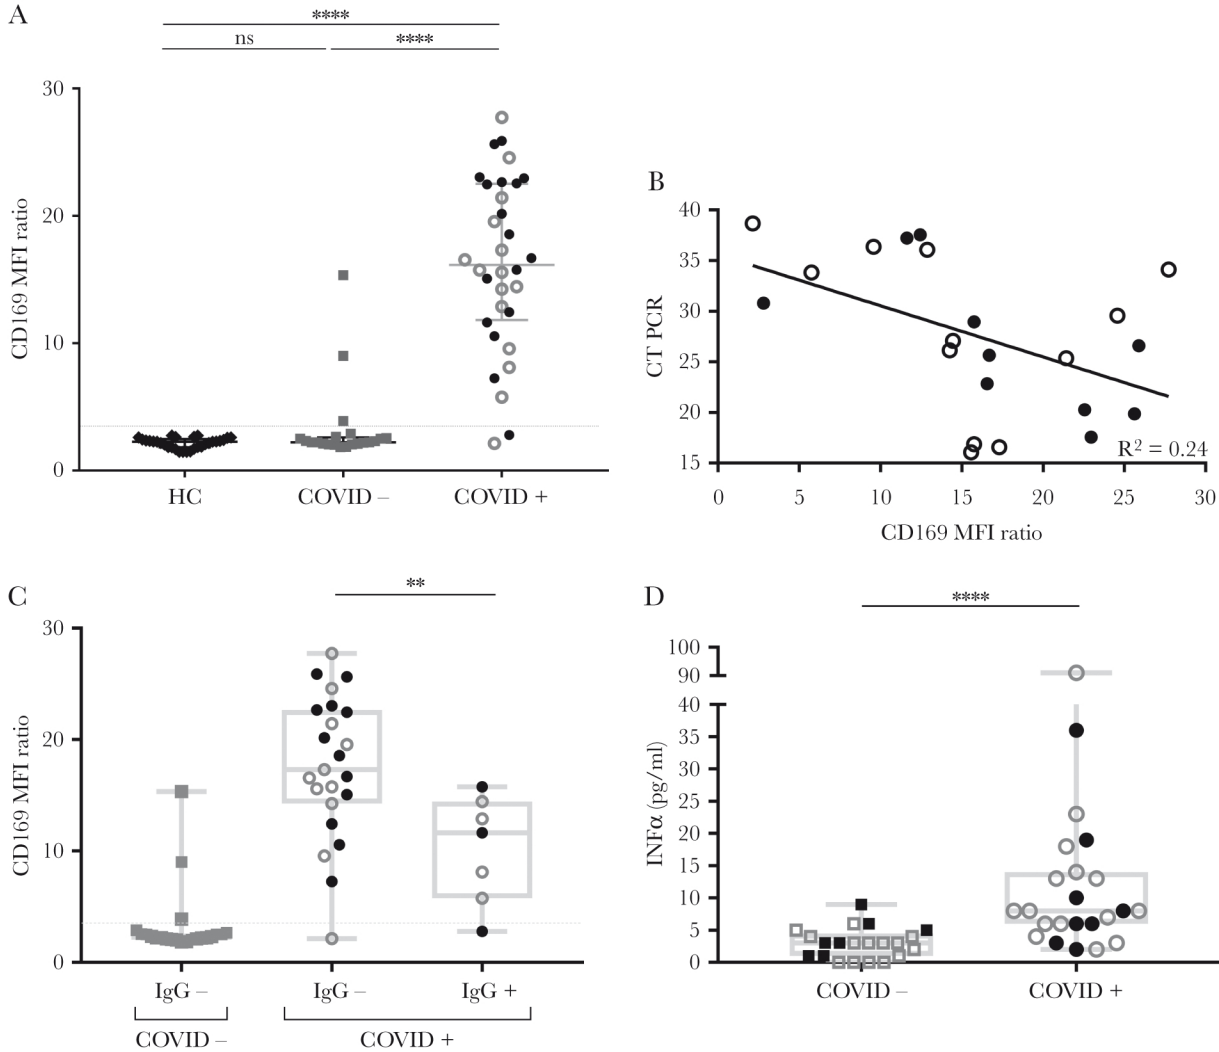 A
****
ns
****
30
20
10
0
CD169 MFI ratio
HC
COVID –
COVID +
B
40
35
30
25
20
15
CT PCR
R² = 0.24
0
5
10
15
20
25
30
CD169 MFI ratio
C
**
30
20
10
0
CD169 MFI ratio
IgG –
IgG –
IgG +
COVID –
COVID +
D
****
100
90
40
35
30
25
20
15
10
5
0
INFα (pg/ml)
COVID –
COVID +